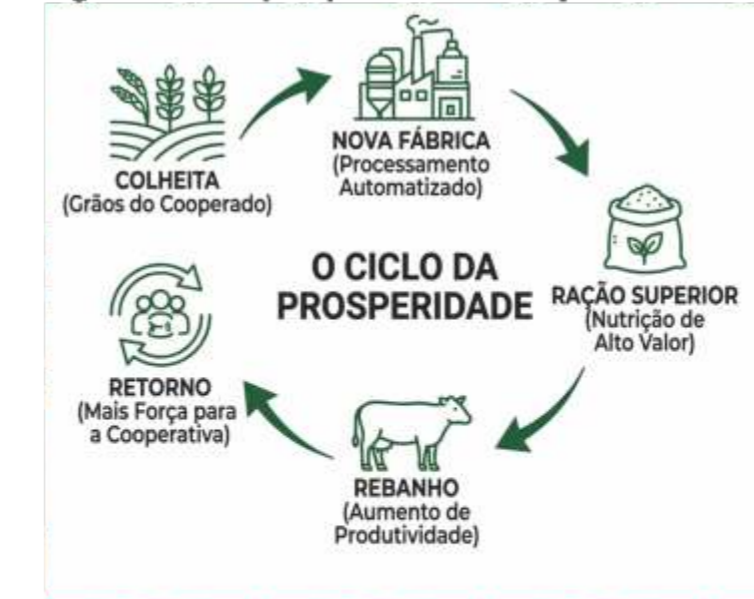 COLHEITA
(Grãos do Cooperado)
NOVA FÁBRICA
(Processamento
Automatizado)
RAÇÃO SUPERIOR
(Nutrição de
Alto Valor)
REBANHO
(Aumento de
Produtividade)
RETORNO
(Mais Força para
a Cooperativa)
O CICLO DA
PROSPERIDADE